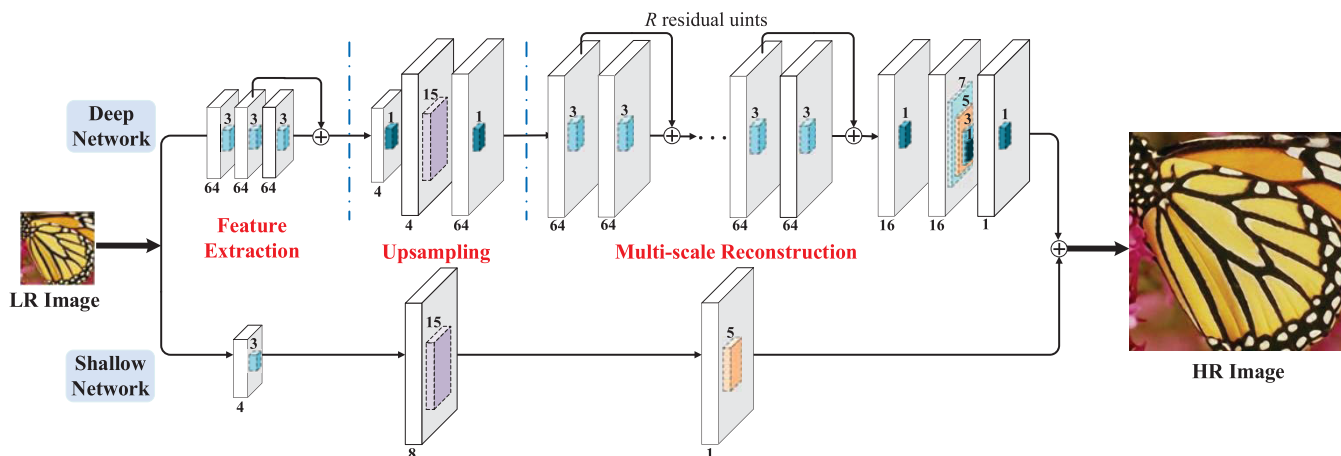 R residual uints
Deep
Network
3 3 3
64 64 64
1 15 1
4 4 64
3 3 3 3
64 64 64 64
1 7 5 3 1 1
16 16 1
Feature
Extraction
Upsampling
Multi-scale Reconstruction
LR Image
HR Image
Shallow
Network
3 15 5
4 8 1